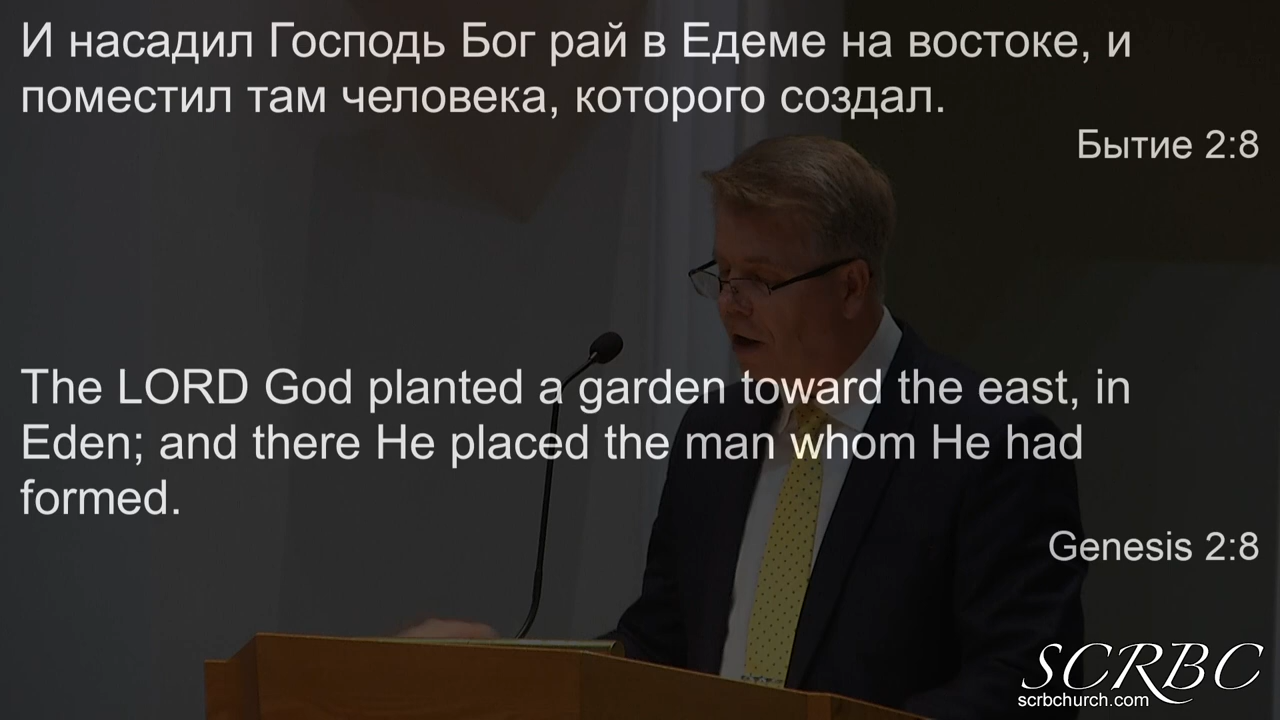 И насадил Господь Бог рай в Едеме на востоке, и
поместил там человека, которого создал.
Бытие 2:8
The LORD God planted a garden toward the east, in
Eden; and there He placed the man whom He had
formed.
Genesis 2:8
SCRBC
scrbchurch.com